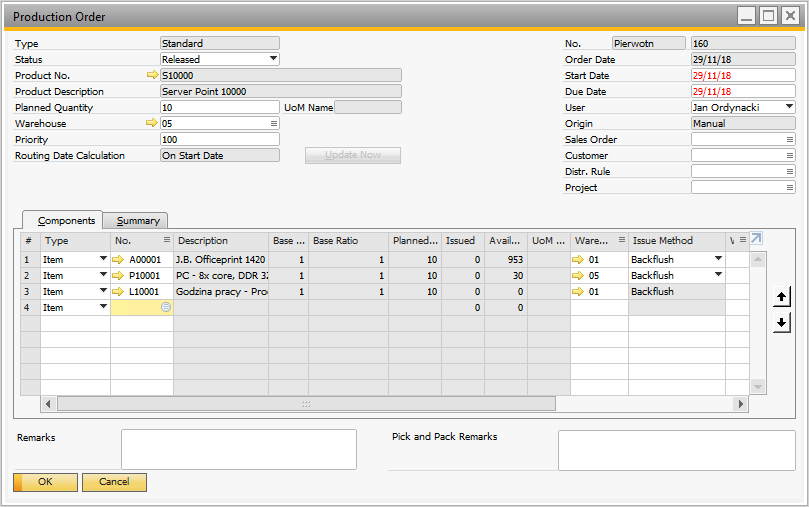 Production Order
Type Standard No. Pierwotn 160
Status Released Order Date 29/11/18
Product No. S10000 Start Date 29/11/18
Product Description Server Point 10000 Due Date 29/11/18
Planned Quantity 10 UoM Name User Jan Ordynacki
Warehouse 05 Origin Manual
Priority 100 Sales Order
Routing Date Calculation On Start Date Update Now Customer
Distr. Rule
Project
Components Summary
# Type No. Description Base ... Base Ratio Planned... Issued Avail... UoM ... Ware... Issue Method
1 Item A00001 J.B. Officeprint 1420 1 1 10 0 953 01 Backflush
2 Item P10001 PC - 8x core, DDR 32 1 1 10 0 30 05 Backflush
3 Item L10001 Godzina pracy - Pro 1 1 10 0 0 01 Backflush
4 Item 0 0
Remarks Pick and Pack Remarks
OK Cancel